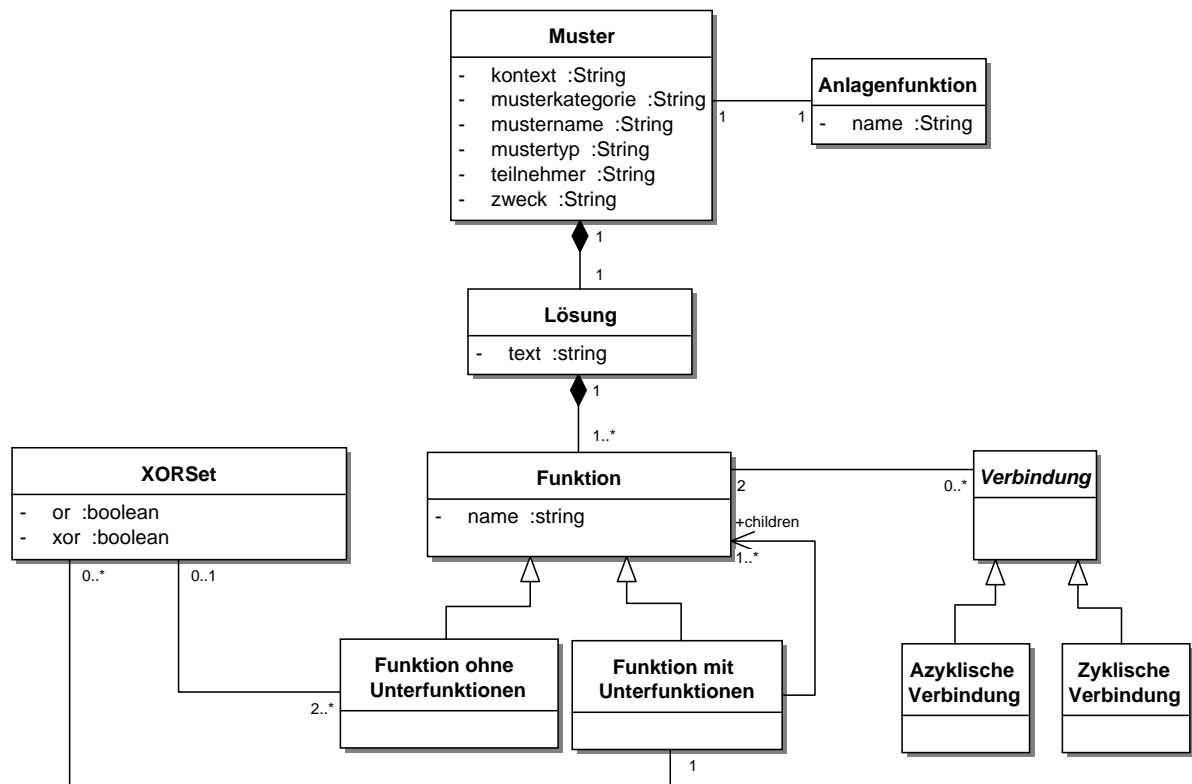 Muster
- kontext :String
- musterkategorie :String
- mustername :String
- mustertyp :String
- teilnehmer :String
- zweck :String
Anlagenfunktion
- name :String
1
1
1
1
Lösung
- text :string
1
1..*
XORSet
- or :boolean
- xor :boolean
Funktion
- name :string
Verbindung
2
0..*
+children
1..*
0..*
0..1
Funktion ohne
Unterfunktionen
Funktion mit
Unterfunktionen
Azyklische
Verbindung
Zyklische
Verbindung
2..*
1